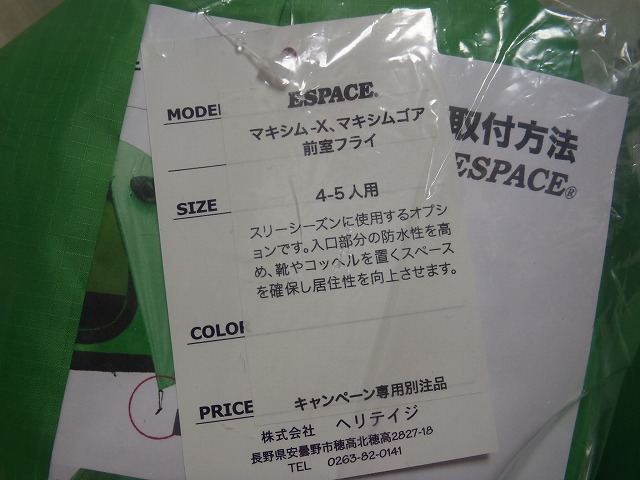 MODEL
ESPACE®
マキシム-X、マキシムゴア
前室フライ
SIZE
4-5人用
スリーシーズンに使用するオプシ
ョンです。入口部分の防水性を高
め、靴やコッヘルを置くスペース
を確保し居住性を向上させます。
COLOR
PRICE
キャンペーン専用別注品
株式会社 ヘリテイジ
長野県安曇野市穂高北穂高2827-18
TEL 0263-82-0141
取付方法
ESPACE®